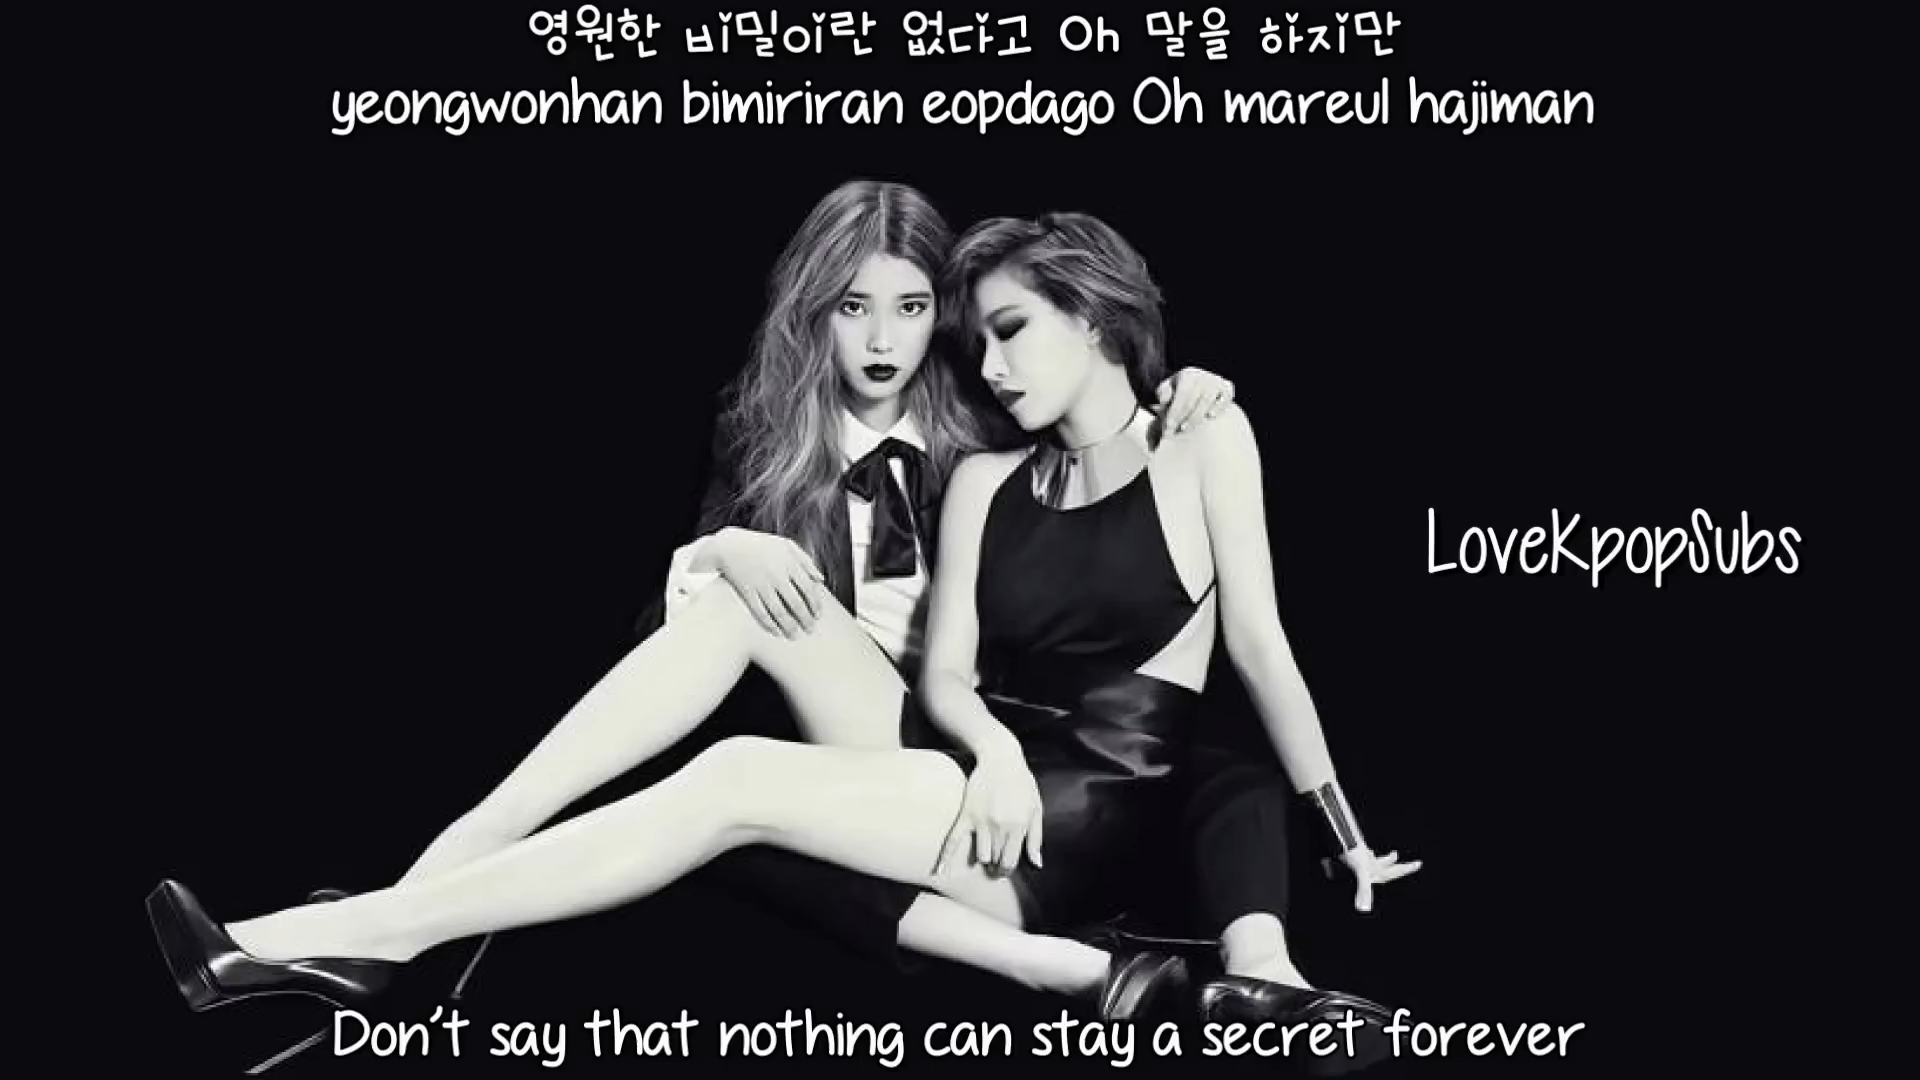 영원한 비밀이란 없다고 Oh 말을 하지만
yeongwonhan bimiriran eopdago Oh mareul hajiman
LoveKpopSubs
Don't say that nothing can stay a secret forever